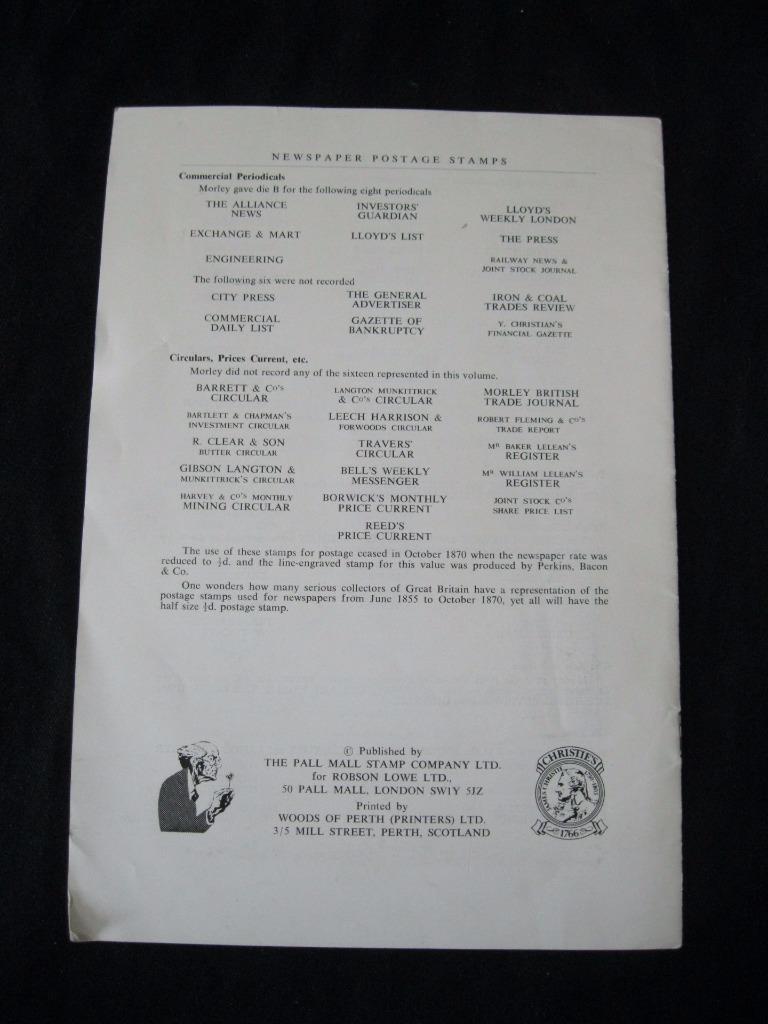 NEWSPAPER POSTAGE STAMPS
Commercial Periodicals
Morley gave die B for the following eight periodicals
THE ALLIANCE NEWS
INVESTORS' GUARDIAN
LLOYD'S WEEKLY LONDON
EXCHANGE & MART
LLOYD'S LIST
THE PRESS
ENGINEERING
RAILWAY NEWS & JOINT STOCK JOURNAL
The following six were not recorded
CITY PRESS
THE GENERAL ADVERTISER
IRON & COAL TRADES REVIEW
COMMERCIAL DAILY LIST
GAZETTE OF BANKRUPTCY
Y. CHRISTIAN'S FINANCIAL GAZETTE
Circulars, Prices Current, etc.
Morley did not record any of the sixteen represented in this volume.
BARRETT & Co's CIRCULAR
LANGTON MUNKITTRICK & Co's CIRCULAR
MORLEY BRITISH TRADE JOURNAL
BARTLETT & CHAPMAN'S INVESTMENT CIRCULAR
LEECH HARRISON & FORWOODS CIRCULAR
ROBERT FLEMING & Co's TRADE REPORT
R. CLEAR & SON BUTTER CIRCULAR
TRAVERS' CIRCULAR
Mr BAKER LELEAN'S REGISTER
GIBSON LANGTON & MUNKITTRICK'S CIRCULAR
BELL'S WEEKLY MESSENGER
Mr WILLIAM LELEAN'S REGISTER
HARVEY & Co's MONTHLY MINING CIRCULAR
BORWICK'S MONTHLY PRICE CURRENT
JOINT STOCK Co's SHARE PRICE LIST
REED'S PRICE CURRENT
The use of these stamps for postage ceased in October 1870 when the newspaper rate was
reduced to ½d. and the line-engraved stamp for this value was produced by Perkins, Bacon
& Co.
One wonders how many serious collectors of Great Britain have a representation of the
postage stamps used for newspapers from June 1855 to October 1870, yet all will have the
half size ½d. postage stamp.
© Published by
THE PALL MALL STAMP COMPANY LTD.
for ROBSON LOWE LTD.,
50 PALL MALL, LONDON SW1Y 5JZ
Printed by
WOODS OF PERTH (PRINTERS) LTD.
3/5 MILL STREET, PERTH, SCOTLAND
CHRISTIE'S
JAMES CHRISTIE
1766